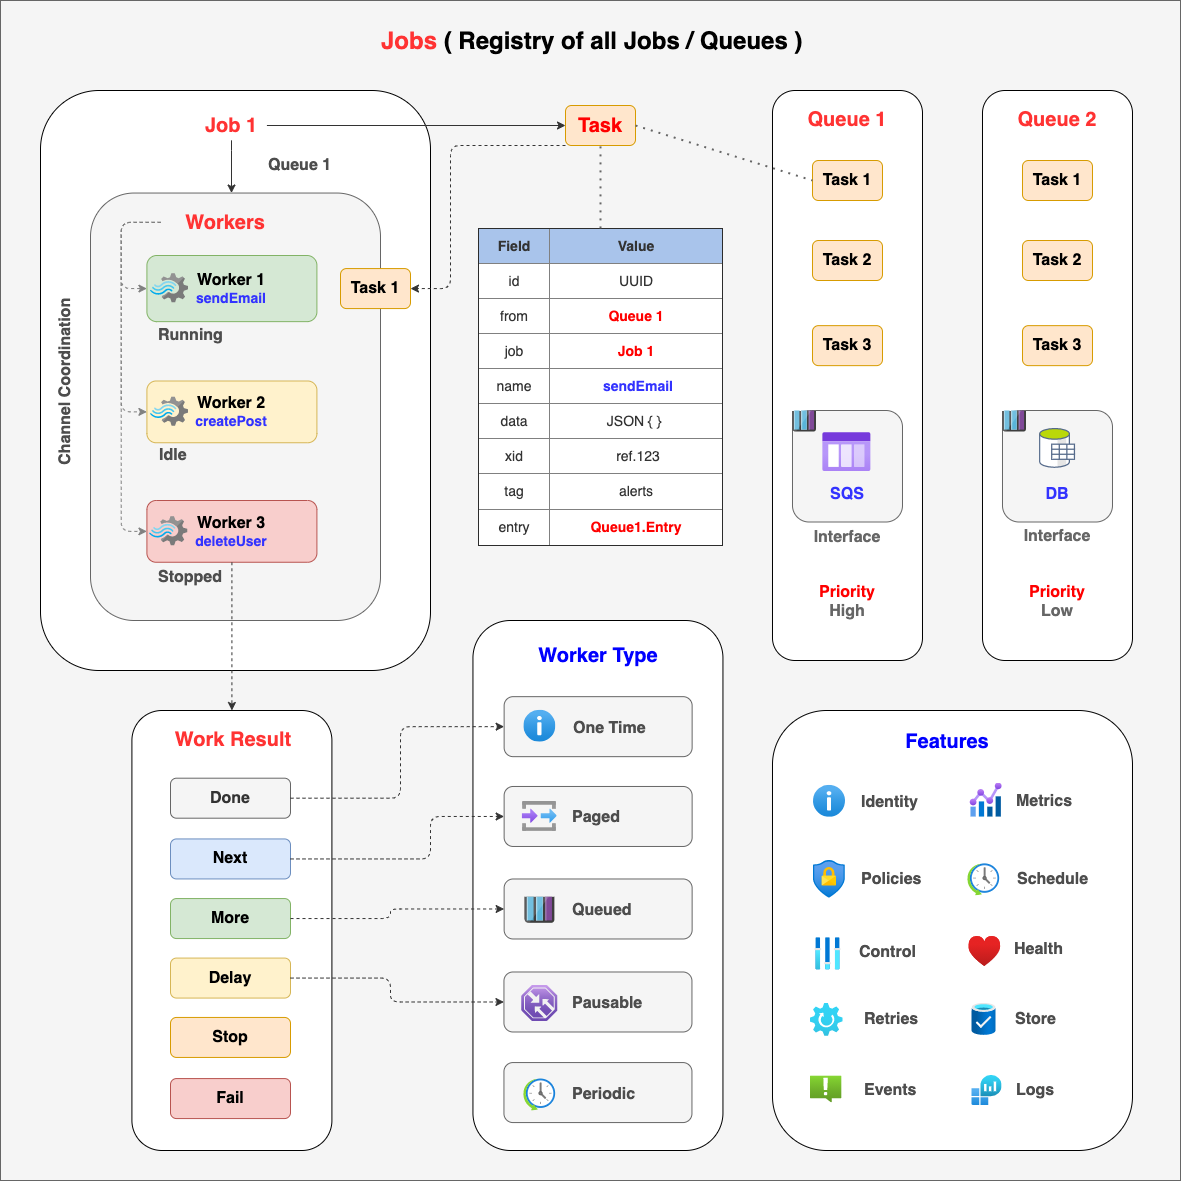 Jobs ( Registry of all Jobs / Queues )
Job 1
Queue 1
Channel Coordination
Workers
Worker 1
sendEmail
Running
Worker 2
createPost
Idle
Worker 3
deleteUser
Stopped
Task 1
Task
Field Value
id UUID
from Queue 1
job Job 1
name sendEmail
data JSON { }
xid ref.123
tag alerts
entry Queue1.Entry
Queue 1
Task 1
Task 2
Task 3
SQS
Interface
Priority
High
Queue 2
Task 1
Task 2
Task 3
DB
Interface
Priority
Low
Work Result
Done
Next
More
Delay
Stop
Fail
Worker Type
One Time
Paged
Queued
Pausable
Periodic
Features
Identity Metrics
Policies Schedule
Control Health
Retries Store
Events Logs